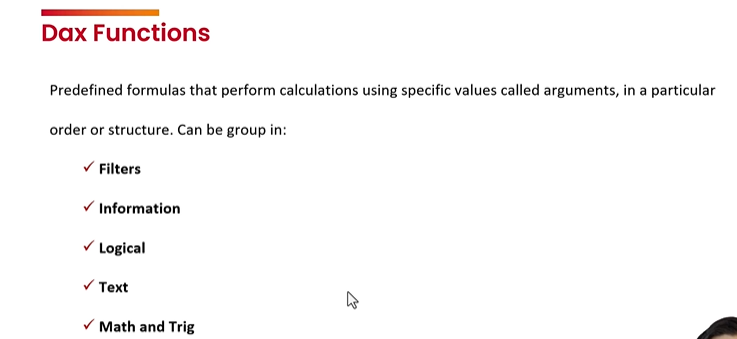 Dax Functions
Predefined formulas that perform calculations using specific values called arguments, in a particular
order or structure. Can be group in:
✓ Filters
✓ Information
✓ Logical
✓ Text
✓ Math and Trig